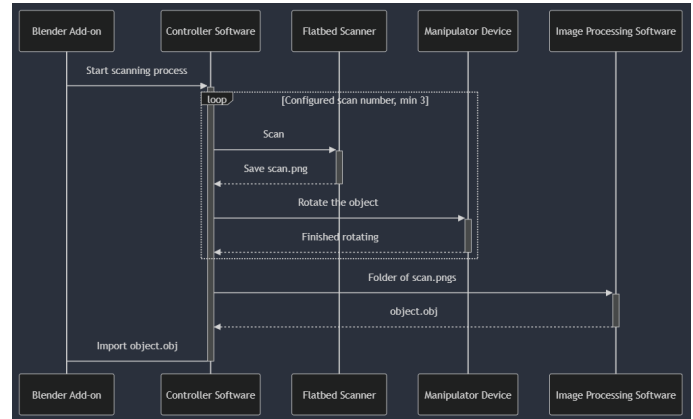 Blender Add-on
Controller Software
Flatbed Scanner
Manipulator Device
Image Processing Software
Start scanning process
loop
[Configured scan number, min 3]
Scan
Save scan.png
Rotate the object
Finished rotating
Folder of scan.pngs
object.obj
Import object.obj
Blender Add-on
Controller Software
Flatbed Scanner
Manipulator Device
Image Processing Software